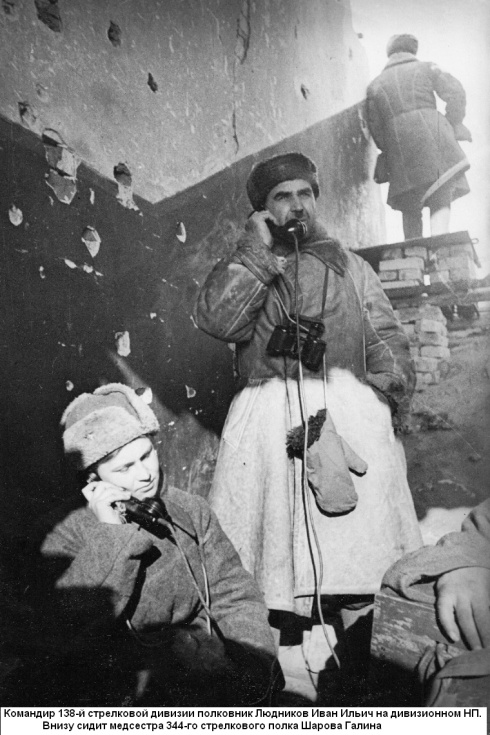 Командир 138-й стрелковой дивизии полковник Людников Иван Ильич на дивизионном НП.
Внизу сидит медсестра 344-го стрелкового полка Шарова Галина